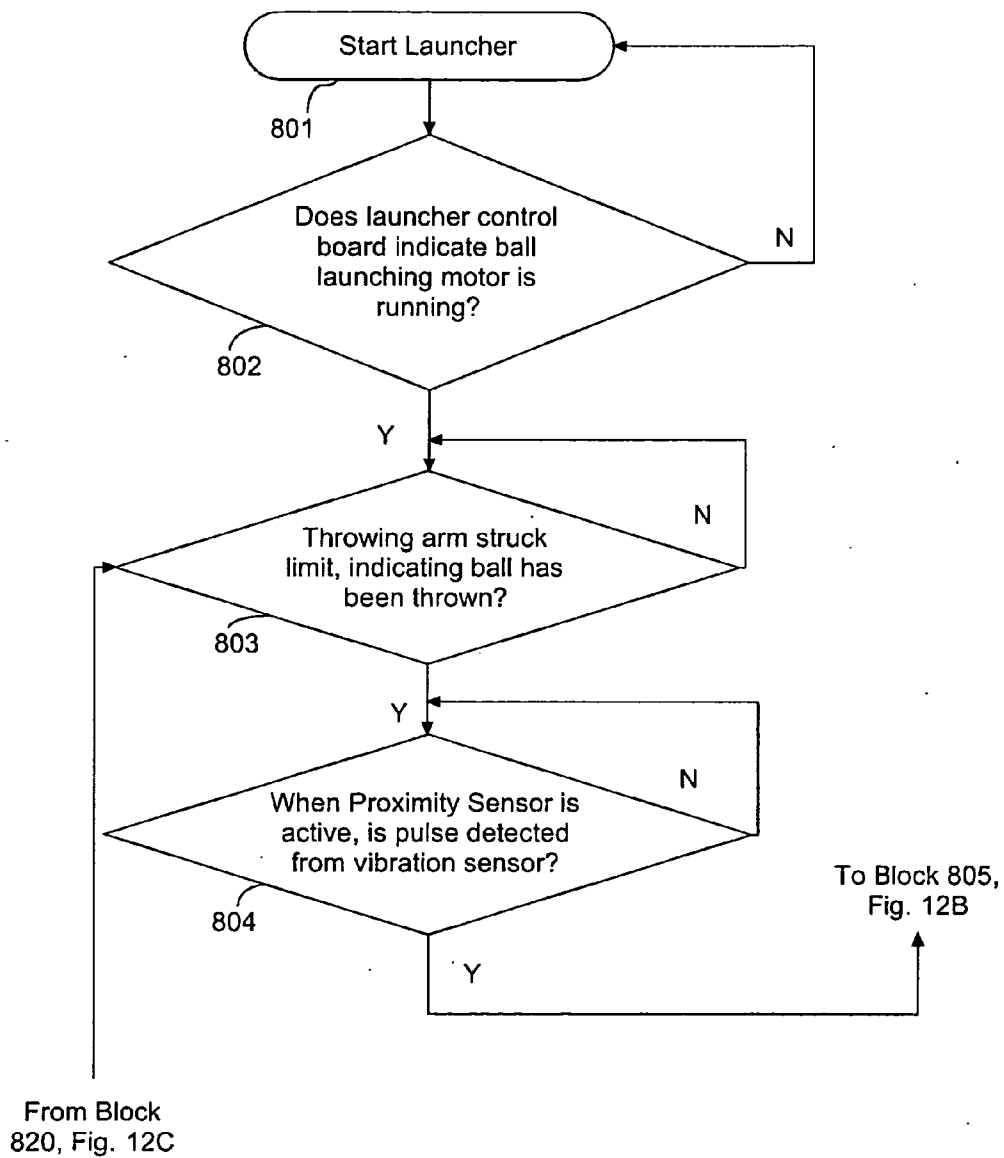 Start Launcher
801
Does launcher control
board indicate ball
launching motor is
running?
N
802
Y
N
Throwing arm struck
limit, indicating ball has
been thrown?
803
Y
N
When Proximity Sensor is
active, is pulse detected
from vibration sensor?
804
To Block 805,
Fig. 12B
Y
From Block
820, Fig. 12C